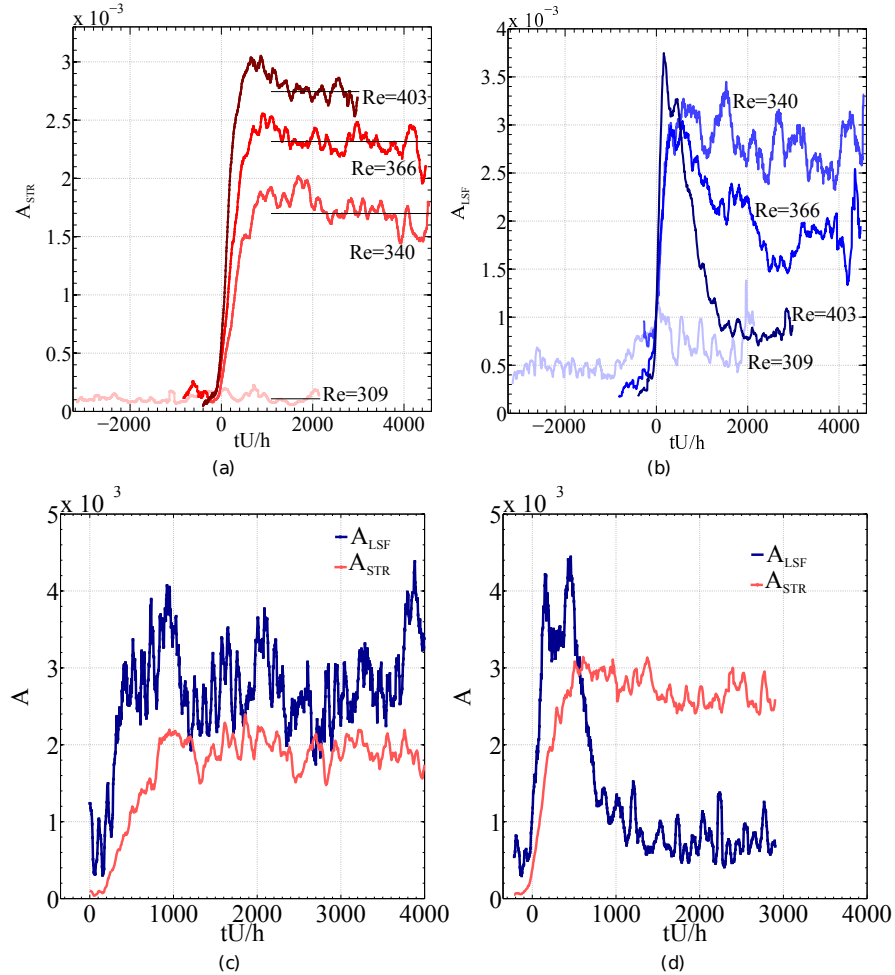 x 10⁻³
3
2.5
2
1.5
1
0.5
0
A_STR
Re=403
Re=366
Re=340
Re=309
−2000 0 2000 4000
tU/h
(a)
x 10⁻³
4
3.5
3
2.5
2
1.5
1
0.5
0
A_LSF
Re=340
Re=366
Re=403
Re=309
−2000 0 2000 4000
tU/h
(b)
x 10⁻³
5
4
3
2
1
0
A
A_LSF
A_STR
0 1000 2000 3000 4000
tU/h
(c)
x 10⁻³
5
4
3
2
1
0
A
A_LSF
A_STR
0 1000 2000 3000 4000
tU/h
(d)